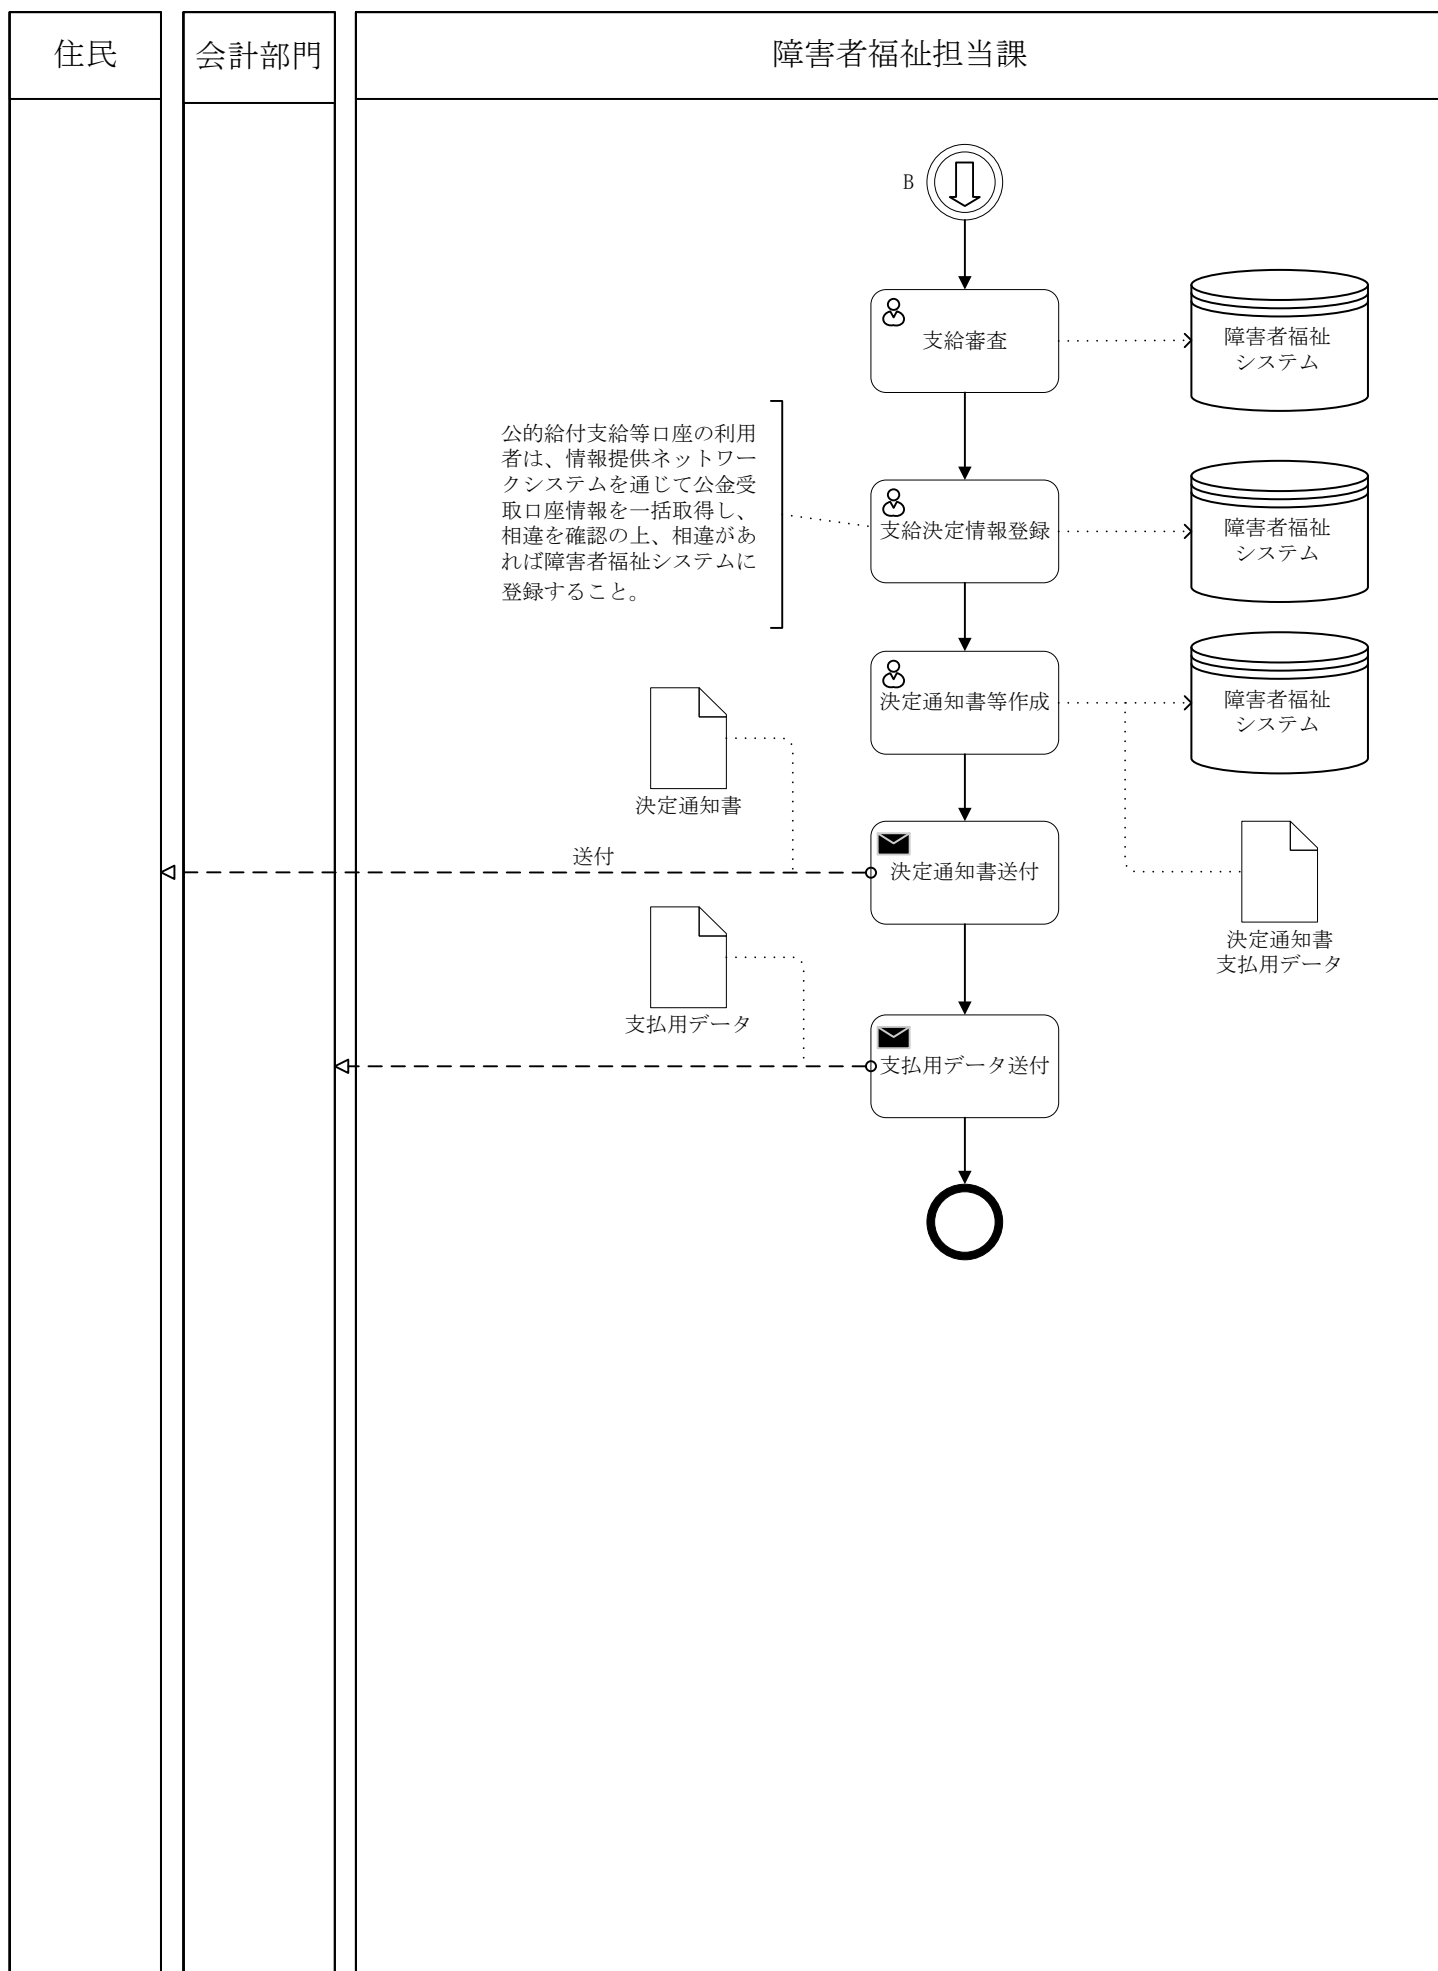 住民
会計部門
障害者福祉担当課
B
支給審査
障害者福祉
システム
公的給付支給等口座の利用
者は、情報提供ネットワー
クシステムを通じて公金受
取口座情報を一括取得し、
相違を確認の上、相違があ
れば障害者福祉システムに
登録すること。
支給決定情報登録
障害者福祉
システム
決定通知書等作成
障害者福祉
システム
決定通知書
送付
決定通知書送付
決定通知書
支払用データ
支払用データ
支払用データ送付